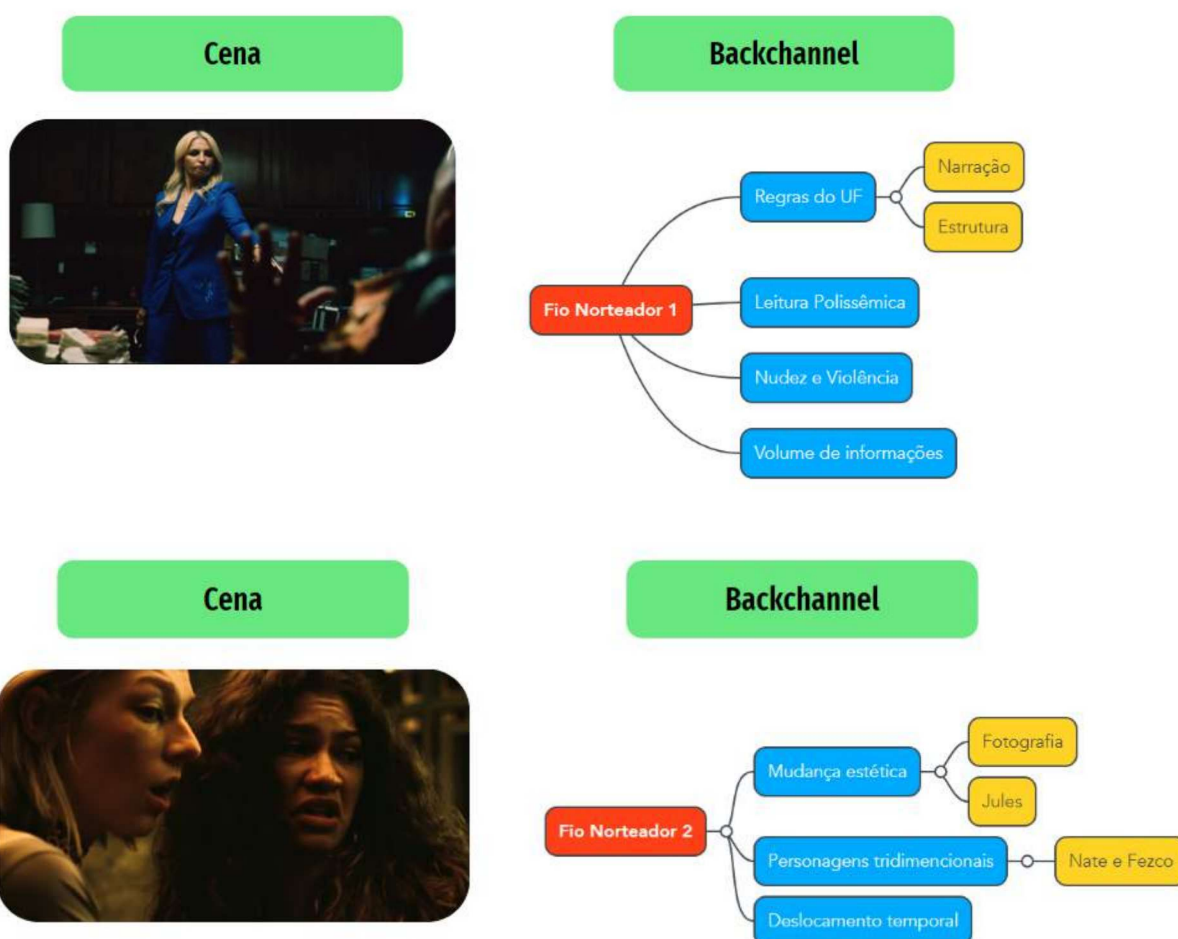 Cena
Backchannel
Fio Norteador 1
Regras do UF
Narração
Estrutura
Leitura Polissêmica
Nudez e Violência
Volume de informações
Cena
Backchannel
Fio Norteador 2
Mudança estética
Fotografia
Jules
Personagens tridimencionais
Nate e Fezco
Deslocamento temporal